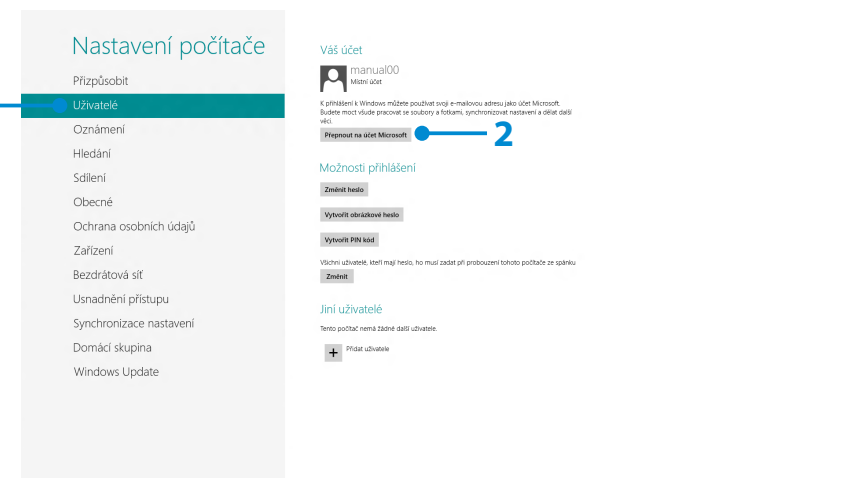 Nastavení počítače
Přizpůsobit
Uživatelé
Oznámení
Hledání
Sdílení
Obecné
Ochrana osobních údajů
Zařízení
Bezdrátová síť
Usnadnění přístupu
Synchronizace nastavení
Domácí skupina
Windows Update
Váš účet
manual00
Místní účet
K přihlášení k Windows můžete používat svoji e-mailovou adresu jako účet Microsoft.
Budete moct všude pracovat se soubory a fotkami, synchronizovat nastavení a dělat další
věci.
Přepnout na účet Microsoft
2
Možnosti přihlášení
Změnit heslo
Vytvořit obrázkové heslo
Vytvořit PIN kód
Všichni uživatelé, kteří mají heslo, ho musí zadat při probouzení tohoto počítače ze spánku
Změnit
Jiní uživatelé
Tento počítač nemá žádné další uživatele.
+ Přidat uživatele